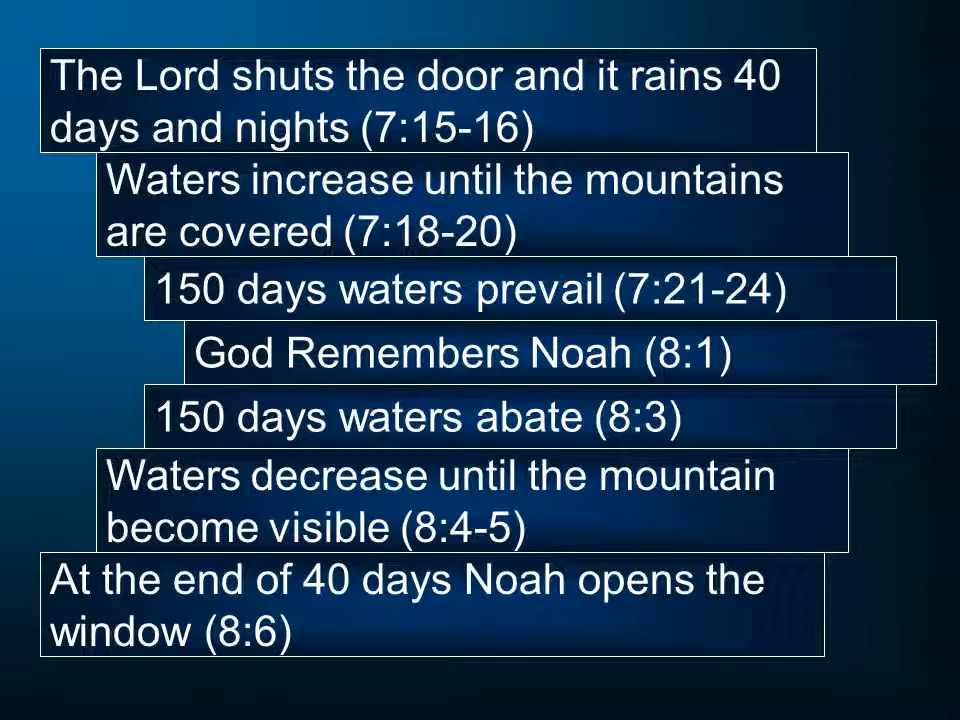 The Lord shuts the door and it rains 40
days and nights (7:15-16)
Waters increase until the mountains
are covered (7:18-20)
150 days waters prevail (7:21-24)
God Remembers Noah (8:1)
150 days waters abate (8:3)
Waters decrease until the mountain
become visible (8:4-5)
At the end of 40 days Noah opens the
window (8:6)